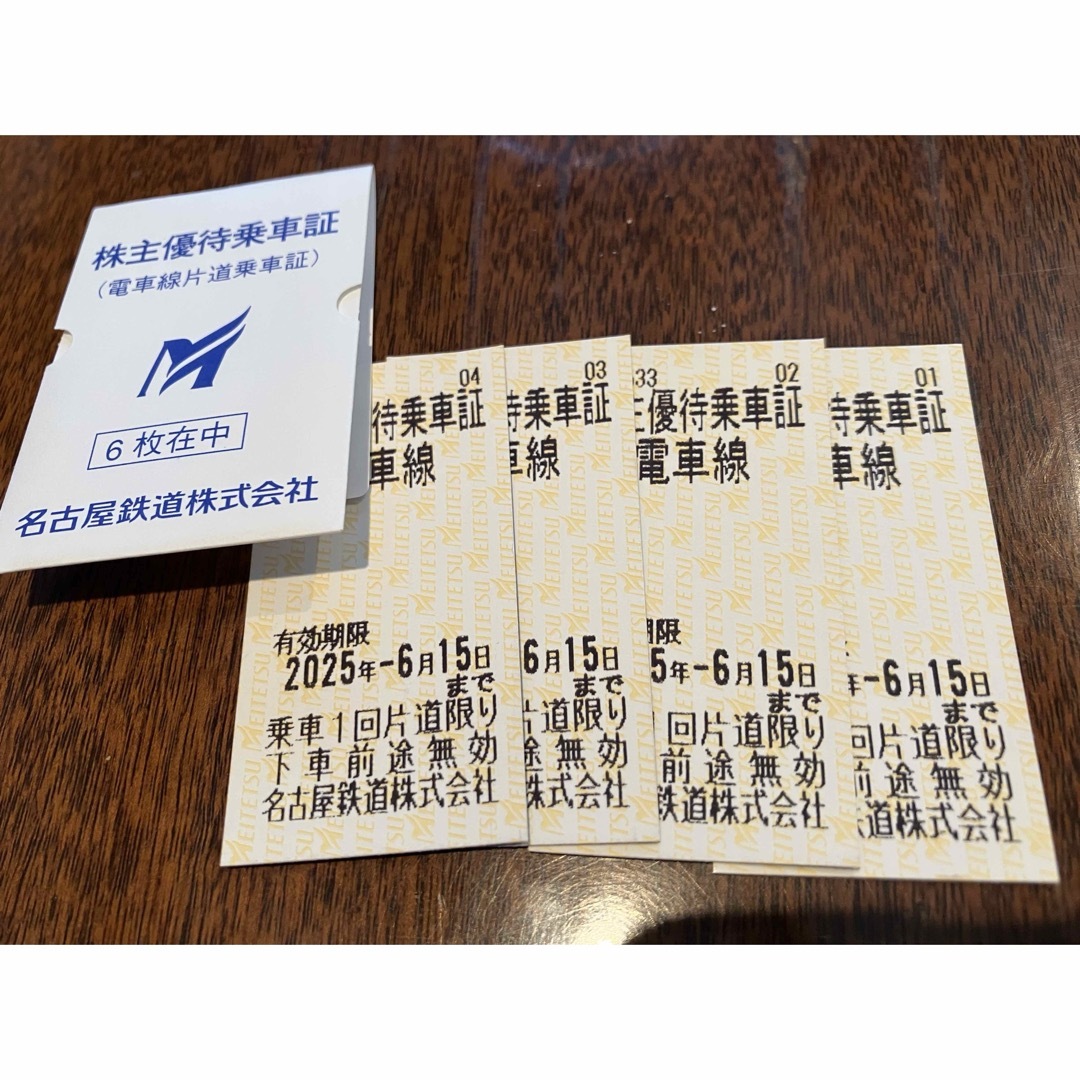 株主優待乗車証
（電車線片道乗車証）
6枚在中
名古屋鉄道株式会社
04
待乗車証
車線
有効期限
2025年-6月15日
まで
乗車1回片道限り
下車前途無効
名古屋鉄道株式会社
03
待乗車証
車線
6月15日
まで
片道限り
途無効
鉄道株式会社
33 02
主優待乗車証
電車線
期限
5年-6月15日
まで
1回片道限り
前途無効
鉄道株式会社
01
待乗車証
車線
年-6月15日
まで
回片道限り
前途無効
道株式会社
MEITETSU